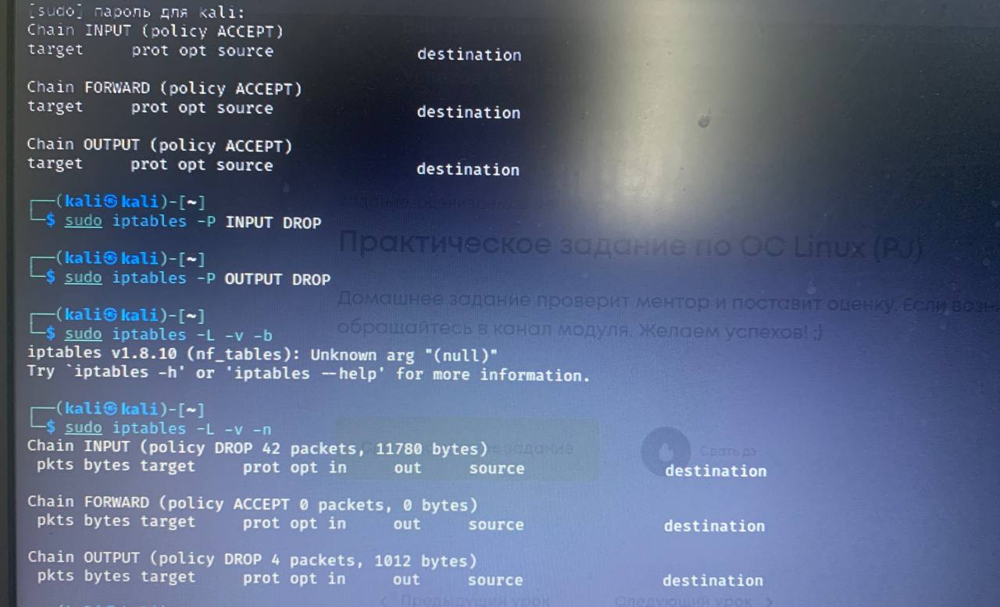 [sudo] пароль для kali:
Chain INPUT (policy ACCEPT)
target     prot opt source               destination

Chain FORWARD (policy ACCEPT)
target     prot opt source               destination

Chain OUTPUT (policy ACCEPT)
target     prot opt source               destination

┌──(kali㉿kali)-[~]
└─$ sudo iptables -P INPUT DROP

┌──(kali㉿kali)-[~]
└─$ sudo iptables -P OUTPUT DROP

┌──(kali㉿kali)-[~]
└─$ sudo iptables -L -v -b
iptables v1.8.10 (nf_tables): Unknown arg "(null)"
Try `iptables -h' or 'iptables --help' for more information.

┌──(kali㉿kali)-[~]
└─$ sudo iptables -L -v -n
Chain INPUT (policy DROP 42 packets, 11780 bytes)
 pkts bytes target     prot opt in     out     source               destination

Chain FORWARD (policy ACCEPT 0 packets, 0 bytes)
 pkts bytes target     prot opt in     out     source               destination

Chain OUTPUT (policy DROP 4 packets, 1012 bytes)
 pkts bytes target     prot opt in     out     source               destination
Практическое задание по ОС Linux (PJ)
Домашнее задание проверит ментор и поставит оценку. Если
обращайтесь в канал модуля. Желаем успехов! ;)
задание
Сдать дз
Предыдущий урок
Следующий урок